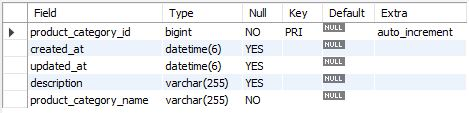 Field Type Null Key Default Extra
product_category_id bigint NO PRI NULL auto_increment
created_at datetime(6) YES NULL
updated_at datetime(6) YES NULL
description varchar(255) YES NULL
product_category_name varchar(255) NO NULL